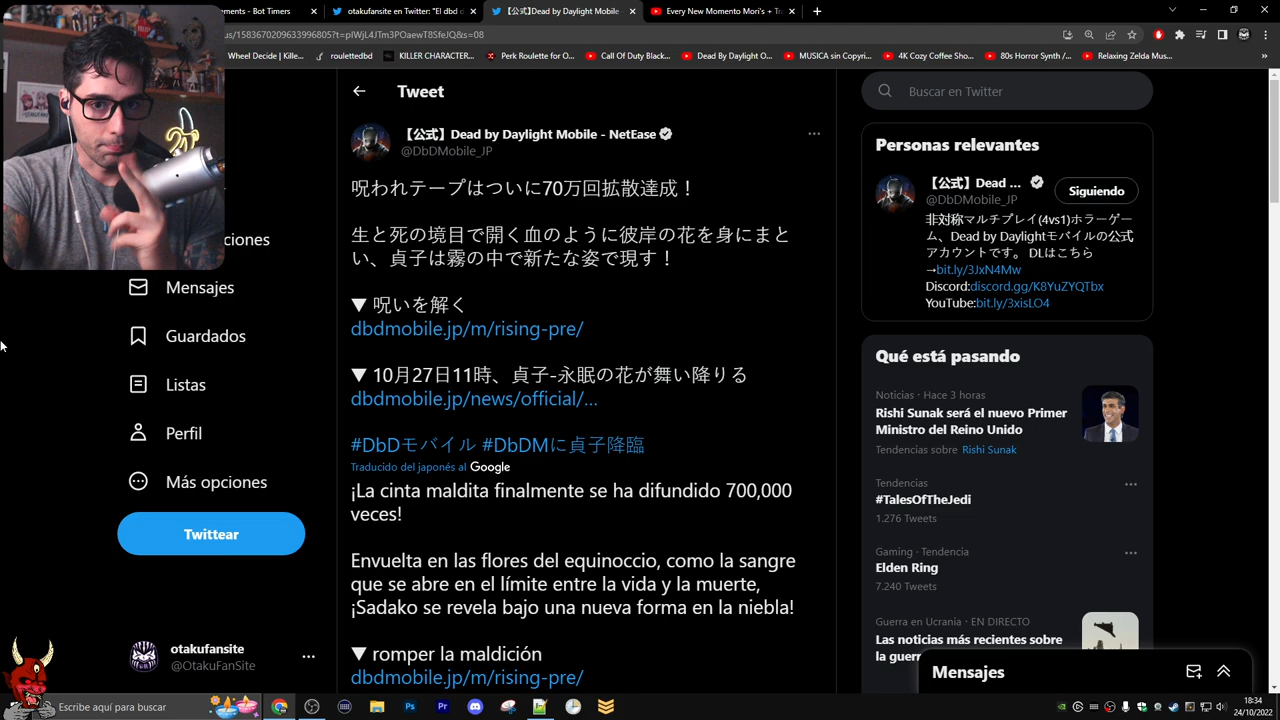 ements - Bot Timers
otakufansite en Twitter: "El dbd d
【公式】Dead by Daylight Mobile
Every New Momento Mori's + Tr
us/1583670209633996805?t=pIWjL4JTm3POaewT8SfeJQ&s=08
Wheel Decide | Kille...
roulettedbd
KILLER CHARACTER...
Perk Roulette for O...
Call Of Duty Black...
Dead By Daylight O...
MUSICA sin Copyri...
4K Cozy Coffee Sho...
80s Horror Synth /...
Relaxing Zelda Mus...
Tweet
【公式】Dead by Daylight Mobile - NetEase
@DbDMobile_JP
呪われテープはついに70万回拡散達成！
生と死の境目で開く血のように彼岸の花を身にまと
い、貞子は霧の中で新たな姿で現す！
▼ 呪いを解く
dbdmobile.jp/m/rising-pre/
▼ 10月27日11時、貞子-永眠の花が舞い降りる
dbdmobile.jp/news/official/...
#DbDモバイル #DbDMに貞子降臨
Traducido del japonés al Google
¡La cinta maldita finalmente se ha difundido 700,000
veces!
Envuelta en las flores del equinoccio, como la sangre
que se abre en el límite entre la vida y la muerte,
¡Sadako se revela bajo una nueva forma en la niebla!
▼ romper la maldición
dbdmobile.jp/m/rising-pre/
ciones
Mensajes
Guardados
Listas
Perfil
Más opciones
Twittear
otakufansite
@OtakuFanSite
Buscar en Twitter
Personas relevantes
【公式】Dead ...
@DbDMobile_JP
Siguiendo
非対称マルチプレイ(4vs1)ホラーゲー
ム、Dead by Daylightモバイルの公式
アカウントです。 DLはこちら
→bit.ly/3JxN4Mw
Discord:discord.gg/K8YuZYQTbx
YouTube:bit.ly/3xisLO4
Qué está pasando
Noticias · Hace 3 horas
Rishi Sunak será el nuevo Primer
Ministro del Reino Unido
Tendencias sobre Rishi Sunak
Tendencias
#TalesOfTheJedi
1.276 Tweets
Gaming · Tendencia
Elden Ring
7.240 Tweets
Guerra en Ucrania · EN DIRECTO
Las noticias más recientes sobre
la guerr
Mensajes
Escribe aquí para buscar
18:34
24/10/2022